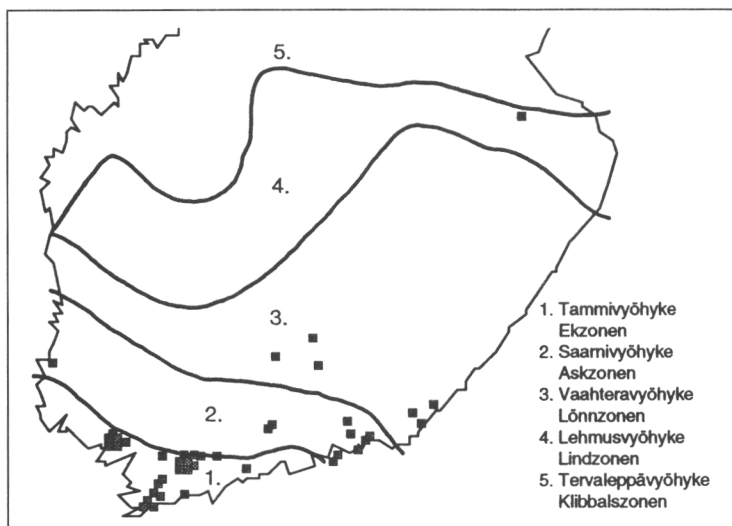 5.
4.
3.
2.
1.
1. Tammivyöhyke
Ekzonen
2. Saarnivyöhyke
Askzonen
3. Vaahteravyöhyke
Lõnnzonen
4. Lehmusvyöhyke
Lindzonen
5. Tervaleppävyöhyke
Klibbalszonen